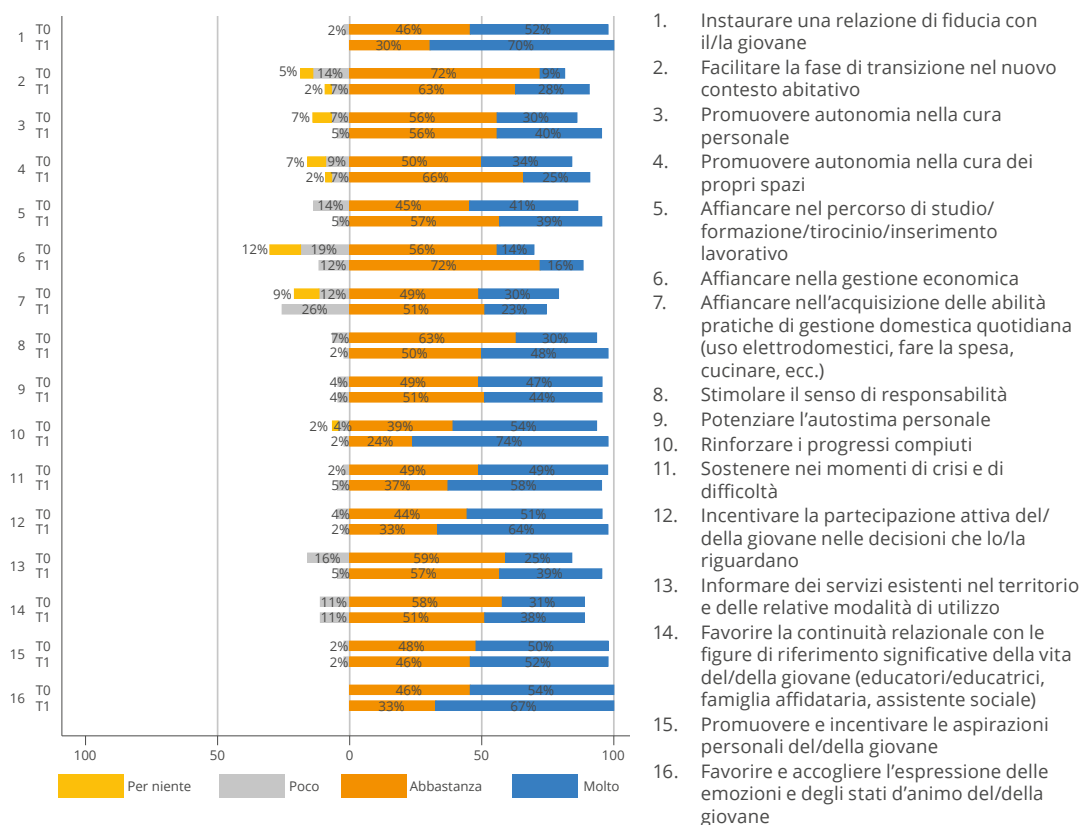 1 T0 2% 46% 52%
T1 30% 70%
2 T0 5% 14% 72% 9%
T1 2% 7% 63% 28%
3 T0 7% 7% 56% 30%
T1 5% 56% 40%
4 T0 7% 9% 50% 34%
T1 2% 7% 66% 25%
5 T0 14% 45% 41%
T1 5% 57% 39%
6 T0 12% 19% 56% 14%
T1 12% 72% 16%
7 T0 9% 12% 49% 30%
T1 26% 51% 23%
8 T0 7% 63% 30%
T1 2% 50% 48%
9 T0 4% 49% 47%
T1 4% 51% 44%
10 T0 2% 4% 39% 54%
T1 2% 24% 74%
11 T0 2% 49% 49%
T1 5% 37% 58%
12 T0 4% 44% 51%
T1 2% 33% 64%
13 T0 16% 59% 25%
T1 5% 57% 39%
14 T0 11% 58% 31%
T1 11% 51% 38%
15 T0 2% 48% 50%
T1 2% 46% 52%
16 T0 46% 54%
T1 33% 67%
100 50 0 50 100
Per niente Poco Abbastanza Molto
1. Instaurare una relazione di fiducia con
il/la giovane
2. Facilitare la fase di transizione nel nuovo
contesto abitativo
3. Promuovere autonomia nella cura
personale
4. Promuovere autonomia nella cura dei
propri spazi
5. Affiancare nel percorso di studio/
formazione/tirocinio/inserimento
lavorativo
6. Affiancare nella gestione economica
7. Affiancare nell'acquisizione delle abilità
pratiche di gestione domestica quotidiana
(uso elettrodomestici, fare la spesa,
cucinare, ecc.)
8. Stimolare il senso di responsabilità
9. Potenziare l'autostima personale
10. Rinforzare i progressi compiuti
11. Sostenere nei momenti di crisi e di
difficoltà
12. Incentivare la partecipazione attiva del/
della giovane nelle decisioni che lo/la
riguardano
13. Informare dei servizi esistenti nel territorio
e delle relative modalità di utilizzo
14. Favorire la continuità relazionale con le
figure di riferimento significative della vita
del/della giovane (educatori/educatrici,
famiglia affidataria, assistente sociale)
15. Promuovere e incentivare le aspirazioni
personali del/della giovane
16. Favorire e accogliere l'espressione delle
emozioni e degli stati d'animo del/della
giovane